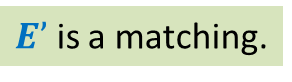 E’ is a matching.